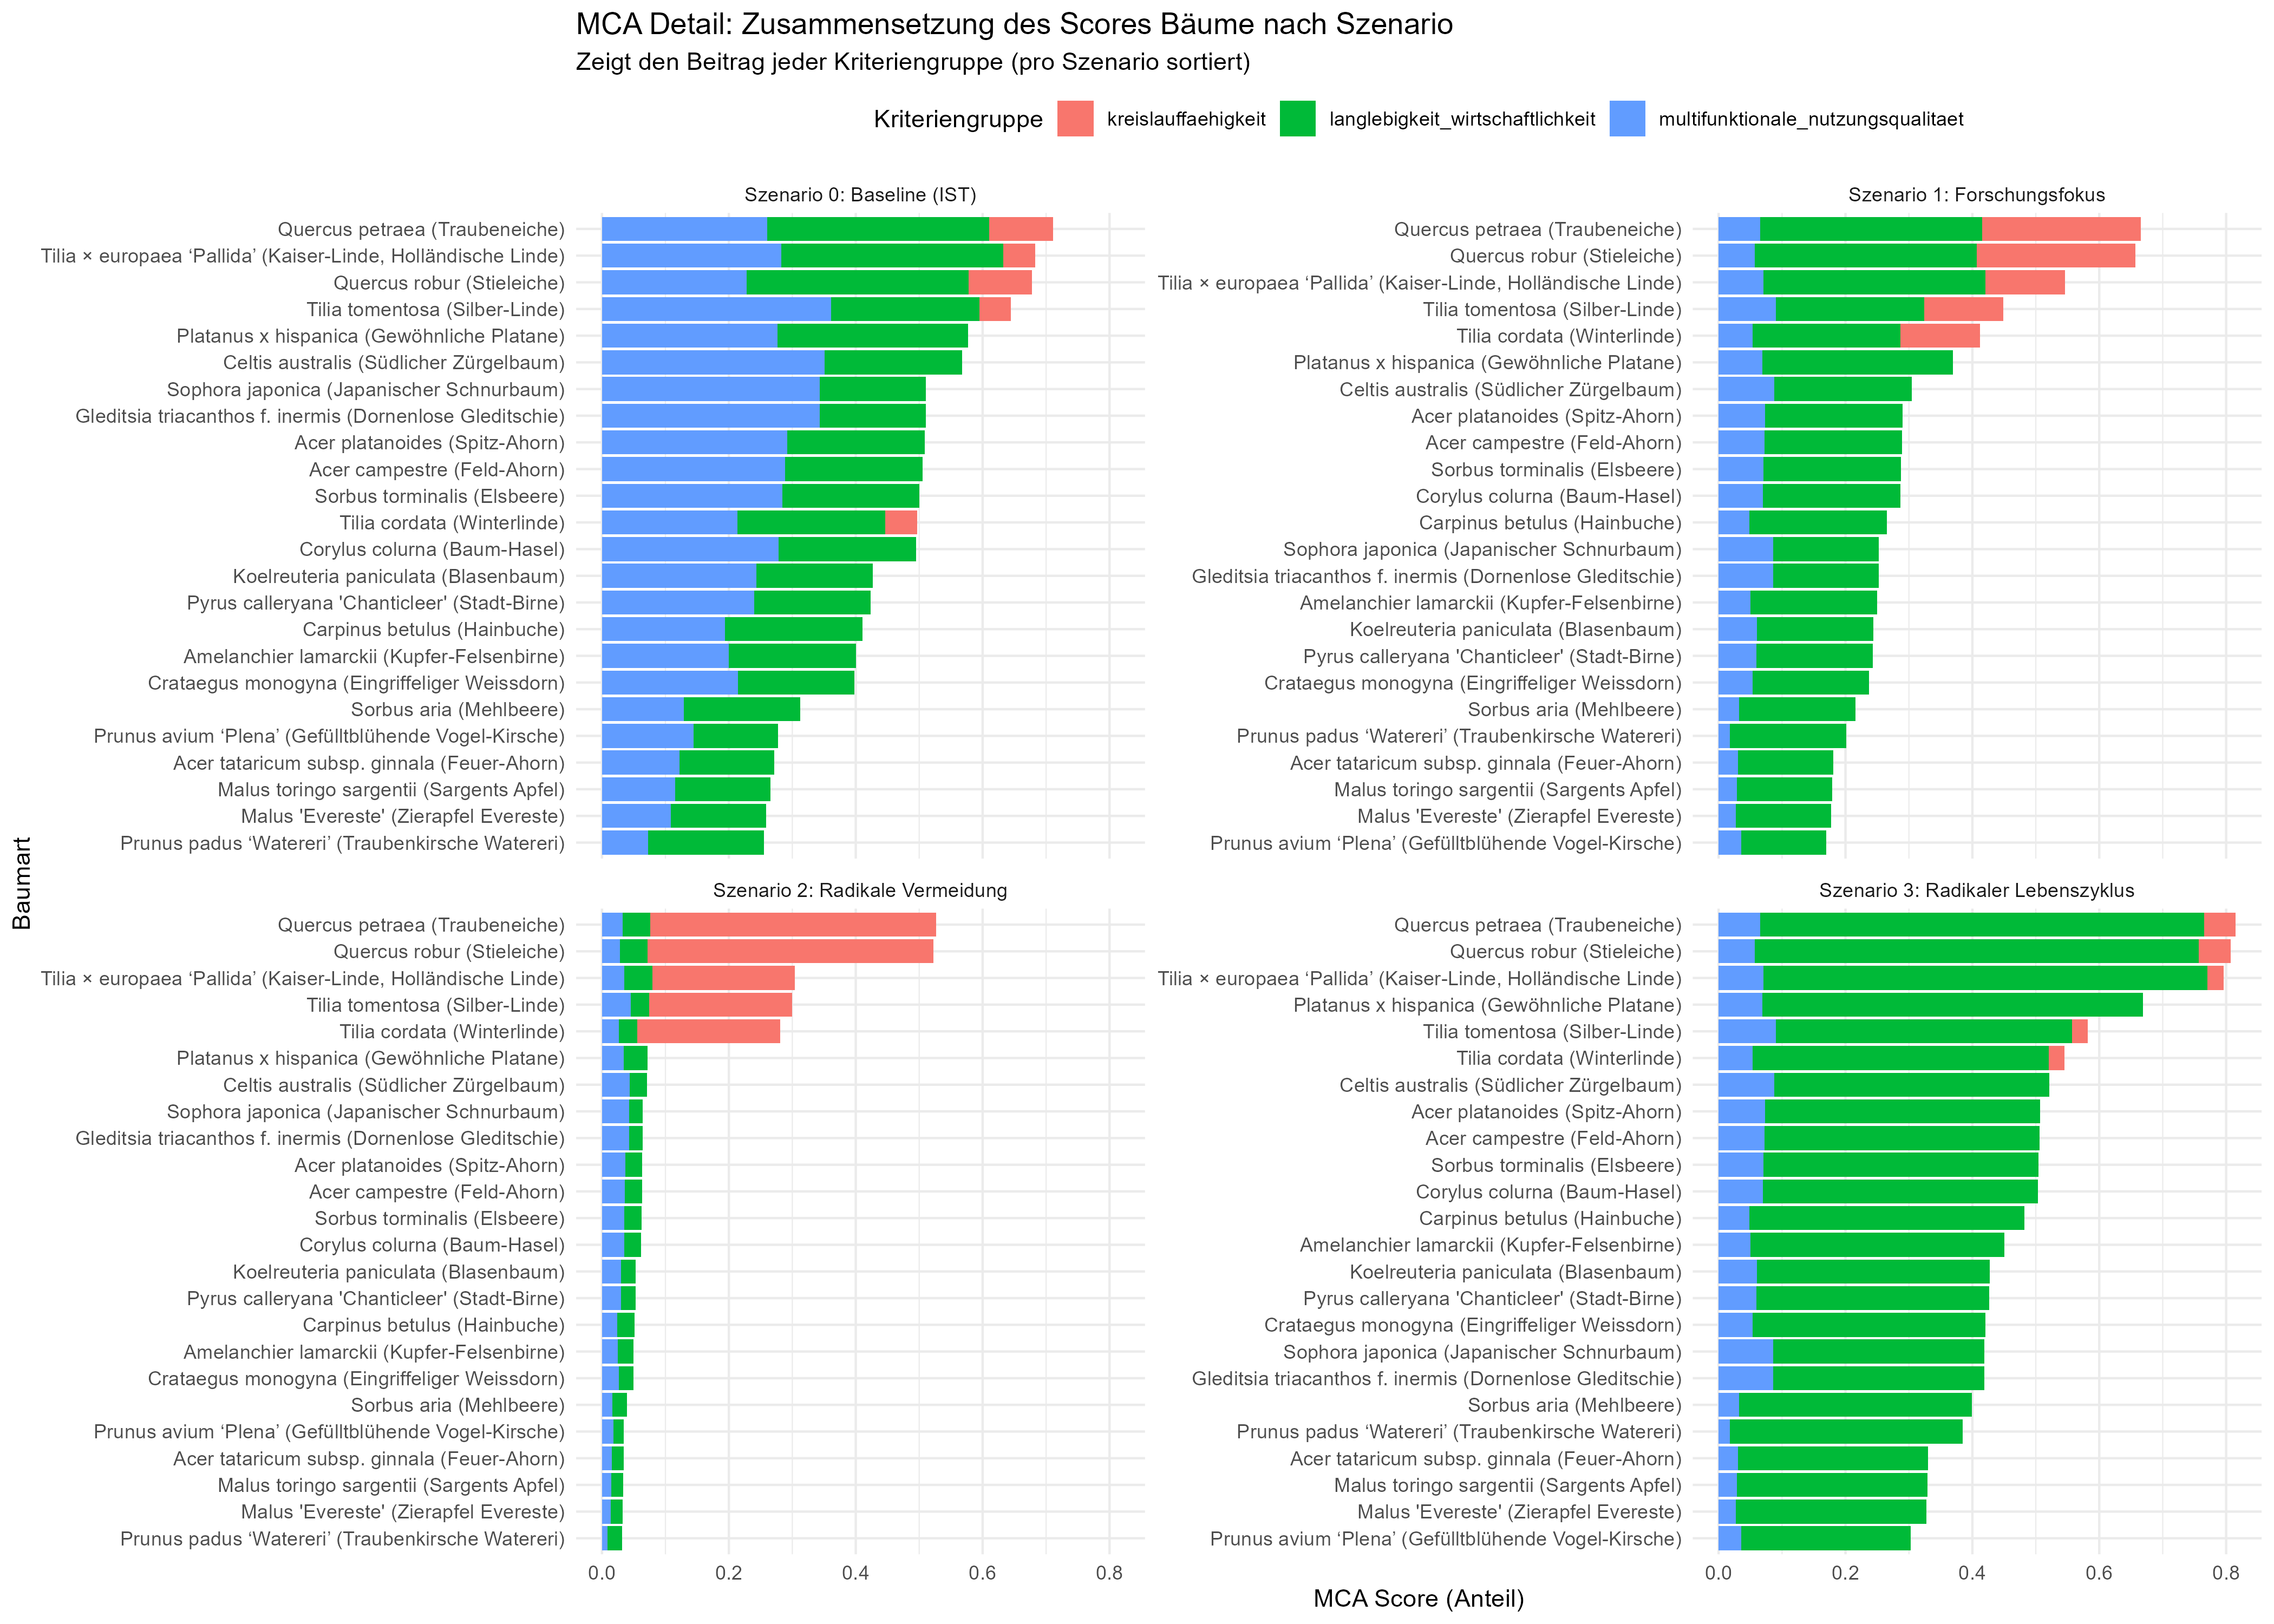 MCA Detail: Zusammensetzung des Scores Bäume nach Szenario
Zeigt den Beitrag jeder Kriteriengruppe (pro Szenario sortiert)
Kriteriengruppe kreislauffaehigkeit langlebigkeit_wirtschaftlichkeit multifunktionale_nutzungsqualitaet
Baumart
Szenario 0: Baseline (IST)
Quercus petraea (Traubeneiche)
Tilia × europaea ‘Pallida’ (Kaiser-Linde, Holländische Linde)
Quercus robur (Stieleiche)
Tilia tomentosa (Silber-Linde)
Platanus x hispanica (Gewöhnliche Platane)
Celtis australis (Südlicher Zürgelbaum)
Sophora japonica (Japanischer Schnurbaum)
Gleditsia triacanthos f. inermis (Dornenlose Gleditschie)
Acer platanoides (Spitz-Ahorn)
Acer campestre (Feld-Ahorn)
Sorbus torminalis (Elsbeere)
Tilia cordata (Winterlinde)
Corylus colurna (Baum-Hasel)
Koelreuteria paniculata (Blasenbaum)
Pyrus calleryana 'Chanticleer' (Stadt-Birne)
Carpinus betulus (Hainbuche)
Amelanchier lamarckii (Kupfer-Felsenbirne)
Crataegus monogyna (Eingriffeliger Weissdorn)
Sorbus aria (Mehlbeere)
Prunus avium ‘Plena’ (Gefülltblühende Vogel-Kirsche)
Acer tataricum subsp. ginnala (Feuer-Ahorn)
Malus toringo sargentii (Sargents Apfel)
Malus 'Evereste' (Zierapfel Evereste)
Prunus padus ‘Watereri’ (Traubenkirsche Watereri)
Szenario 1: Forschungsfokus
Quercus petraea (Traubeneiche)
Quercus robur (Stieleiche)
Tilia × europaea ‘Pallida’ (Kaiser-Linde, Holländische Linde)
Tilia tomentosa (Silber-Linde)
Tilia cordata (Winterlinde)
Platanus x hispanica (Gewöhnliche Platane)
Celtis australis (Südlicher Zürgelbaum)
Acer platanoides (Spitz-Ahorn)
Acer campestre (Feld-Ahorn)
Sorbus torminalis (Elsbeere)
Corylus colurna (Baum-Hasel)
Carpinus betulus (Hainbuche)
Sophora japonica (Japanischer Schnurbaum)
Gleditsia triacanthos f. inermis (Dornenlose Gleditschie)
Amelanchier lamarckii (Kupfer-Felsenbirne)
Koelreuteria paniculata (Blasenbaum)
Pyrus calleryana 'Chanticleer' (Stadt-Birne)
Crataegus monogyna (Eingriffeliger Weissdorn)
Sorbus aria (Mehlbeere)
Prunus padus ‘Watereri’ (Traubenkirsche Watereri)
Acer tataricum subsp. ginnala (Feuer-Ahorn)
Malus toringo sargentii (Sargents Apfel)
Malus 'Evereste' (Zierapfel Evereste)
Prunus avium ‘Plena’ (Gefülltblühende Vogel-Kirsche)
Szenario 2: Radikale Vermeidung
Quercus petraea (Traubeneiche)
Quercus robur (Stieleiche)
Tilia × europaea ‘Pallida’ (Kaiser-Linde, Holländische Linde)
Tilia tomentosa (Silber-Linde)
Tilia cordata (Winterlinde)
Platanus x hispanica (Gewöhnliche Platane)
Celtis australis (Südlicher Zürgelbaum)
Sophora japonica (Japanischer Schnurbaum)
Gleditsia triacanthos f. inermis (Dornenlose Gleditschie)
Acer platanoides (Spitz-Ahorn)
Acer campestre (Feld-Ahorn)
Sorbus torminalis (Elsbeere)
Corylus colurna (Baum-Hasel)
Koelreuteria paniculata (Blasenbaum)
Pyrus calleryana 'Chanticleer' (Stadt-Birne)
Carpinus betulus (Hainbuche)
Amelanchier lamarckii (Kupfer-Felsenbirne)
Crataegus monogyna (Eingriffeliger Weissdorn)
Sorbus aria (Mehlbeere)
Prunus avium ‘Plena’ (Gefülltblühende Vogel-Kirsche)
Acer tataricum subsp. ginnala (Feuer-Ahorn)
Malus toringo sargentii (Sargents Apfel)
Malus 'Evereste' (Zierapfel Evereste)
Prunus padus ‘Watereri’ (Traubenkirsche Watereri)
0.0 0.2 0.4 0.6 0.8
Szenario 3: Radikaler Lebenszyklus
Quercus petraea (Traubeneiche)
Quercus robur (Stieleiche)
Tilia × europaea ‘Pallida’ (Kaiser-Linde, Holländische Linde)
Platanus x hispanica (Gewöhnliche Platane)
Tilia tomentosa (Silber-Linde)
Tilia cordata (Winterlinde)
Celtis australis (Südlicher Zürgelbaum)
Acer platanoides (Spitz-Ahorn)
Acer campestre (Feld-Ahorn)
Sorbus torminalis (Elsbeere)
Corylus colurna (Baum-Hasel)
Carpinus betulus (Hainbuche)
Amelanchier lamarckii (Kupfer-Felsenbirne)
Koelreuteria paniculata (Blasenbaum)
Pyrus calleryana 'Chanticleer' (Stadt-Birne)
Crataegus monogyna (Eingriffeliger Weissdorn)
Sophora japonica (Japanischer Schnurbaum)
Gleditsia triacanthos f. inermis (Dornenlose Gleditschie)
Sorbus aria (Mehlbeere)
Prunus padus ‘Watereri’ (Traubenkirsche Watereri)
Acer tataricum subsp. ginnala (Feuer-Ahorn)
Malus toringo sargentii (Sargents Apfel)
Malus 'Evereste' (Zierapfel Evereste)
Prunus avium ‘Plena’ (Gefülltblühende Vogel-Kirsche)
0.0 0.2 0.4 0.6 0.8
MCA Score (Anteil)